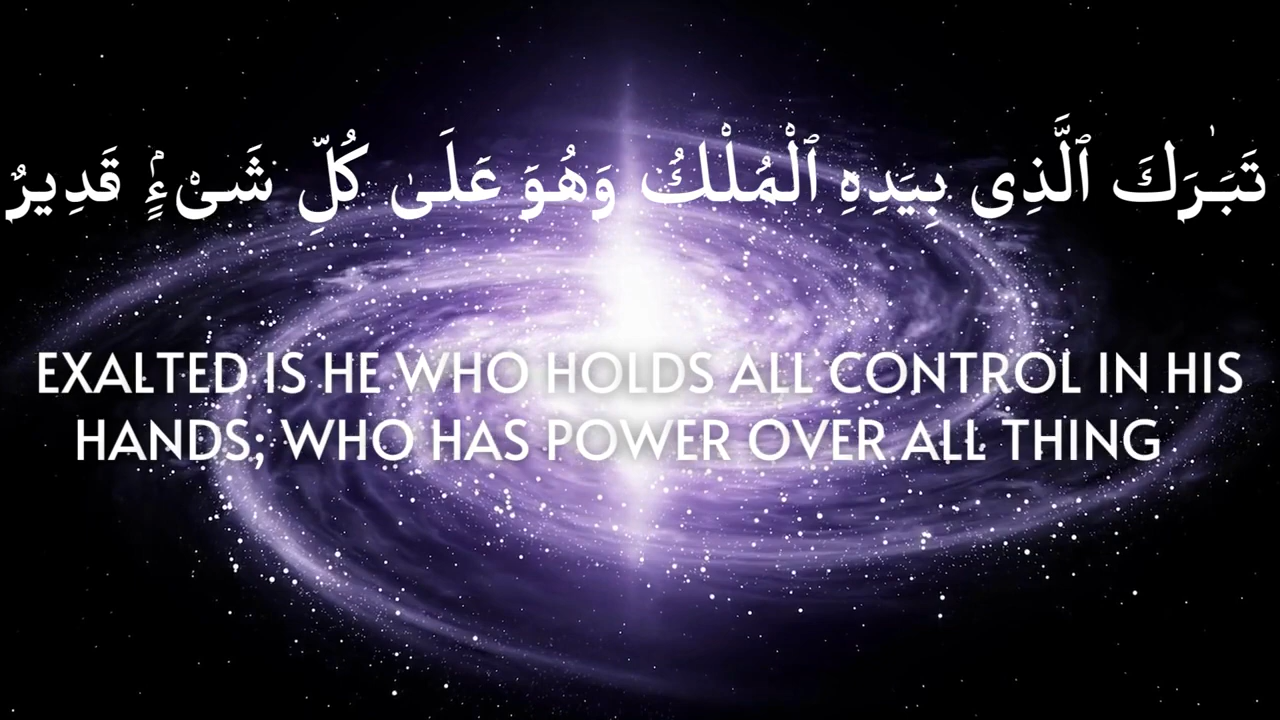 تَبَـٰرَكَ ٱلَّذِى بِيَدِهِ ٱلْمُلْكُ وَهُوَ عَلَىٰ كُلِّ شَىْءٍۢ قَدِيرٌ
EXALTED IS HE WHO HOLDS ALL CONTROL IN HIS
HANDS; WHO HAS POWER OVER ALL THING